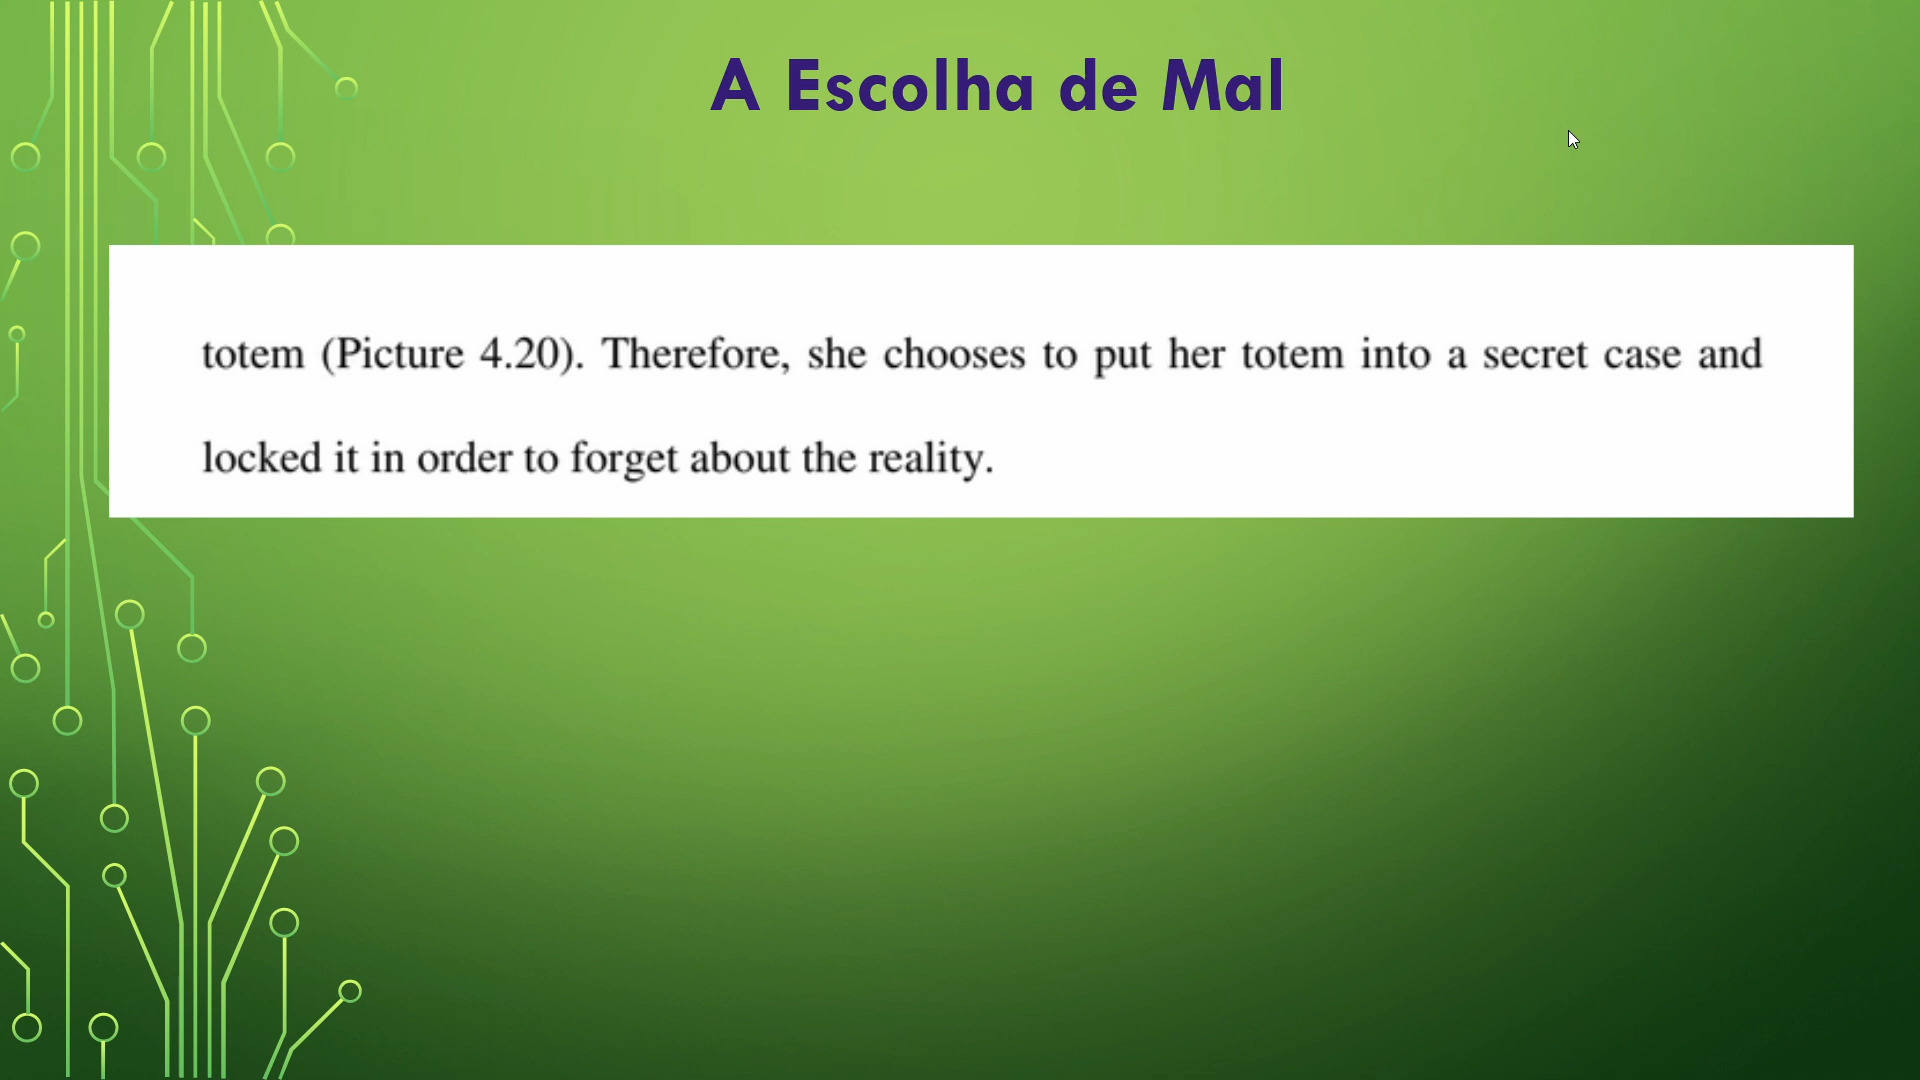 A Escolha de Mal
totem (Picture 4.20). Therefore, she chooses to put her totem into a secret case and
locked it in order to forget about the reality.